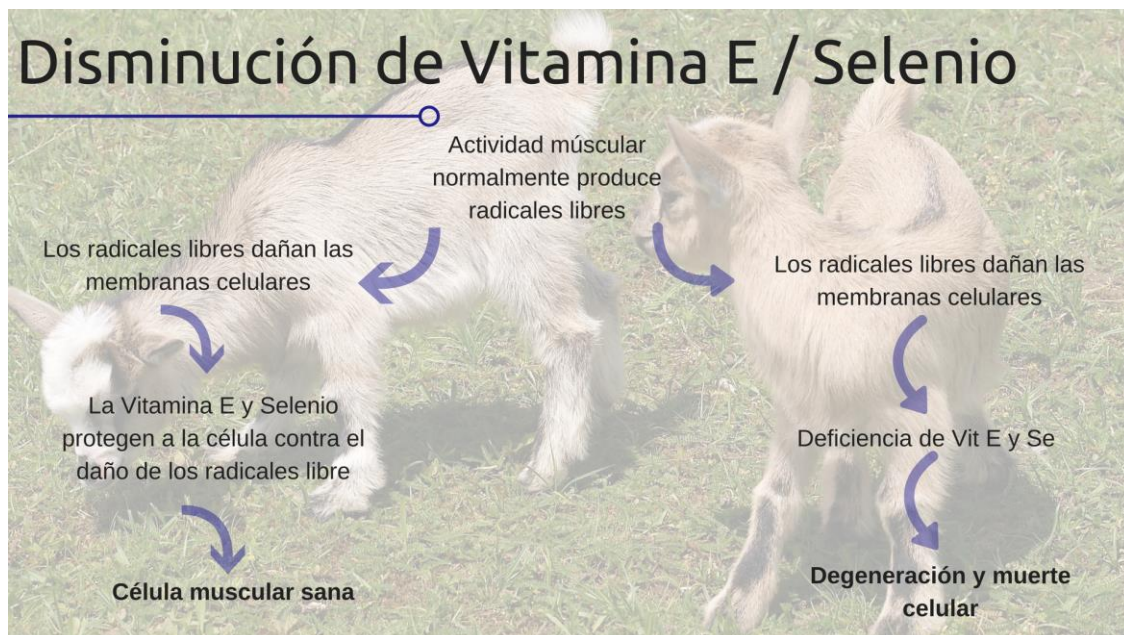 Disminución de Vitamina E / Selenio
Actividad múscular
normalmente produce
radicales libres
Los radicales libres dañan las
membranas celulares
La Vitamina E y Selenio
protegen a la célula contra el
daño de los radicales libre
Célula muscular sana
Los radicales libres dañan las
membranas celulares
Deficiencia de Vit E y Se
Degeneración y muerte
celular